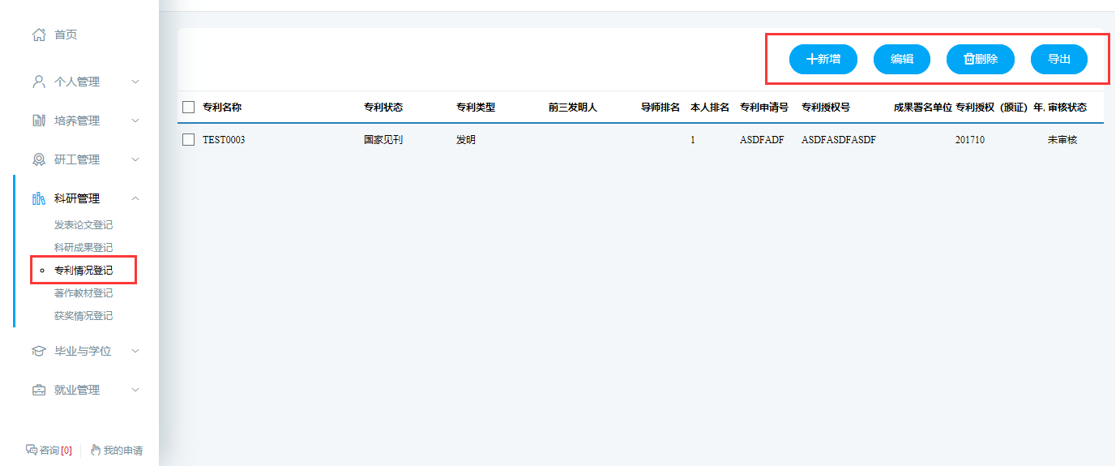 首页
个人管理
培养管理
研工管理
科研管理
发表论文登记
科研成果登记
专利情况登记
著作教材登记
获奖情况登记
毕业与学位
就业管理
咨询[0] 我的申请
新增 编辑 删除 导出
专利名称 专利状态 专利类型 前三发明人 导师排名 本人排名 专利申请号 专利授权号 成果署名单位 专利授权（颁证）年, 审核状态
TEST0003 国家见刊 发明 1 ASDFADF ASDFASDFASDF 201710 未审核